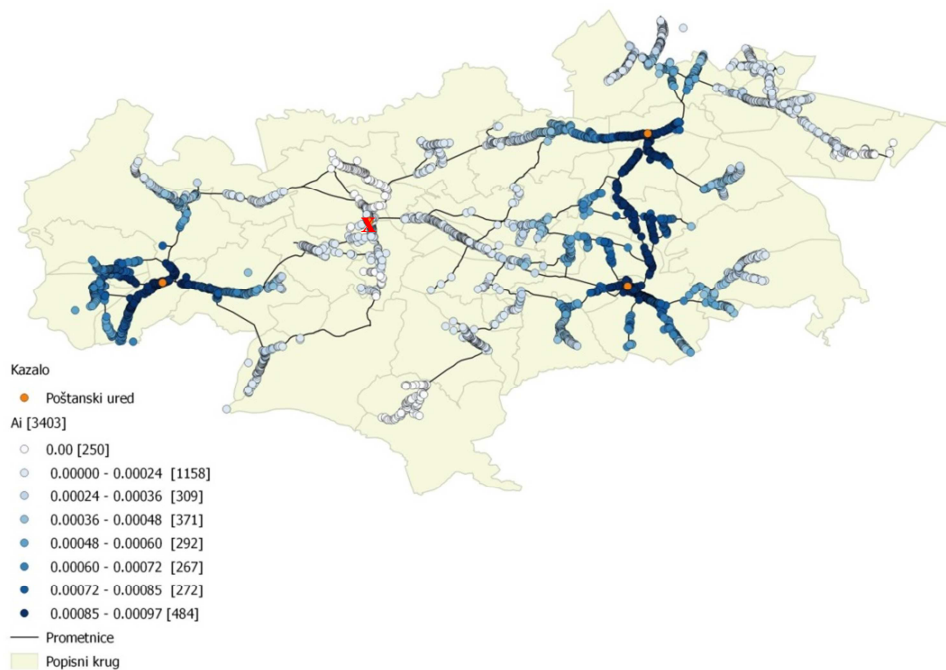 Kazalo
Poštanski ured
Ai [3403]
0.00 [250]
0.00000 - 0.00024 [1158]
0.00024 - 0.00036 [309]
0.00036 - 0.00048 [371]
0.00048 - 0.00060 [292]
0.00060 - 0.00072 [267]
0.00072 - 0.00085 [272]
0.00085 - 0.00097 [484]
Prometnice
Popisni krug